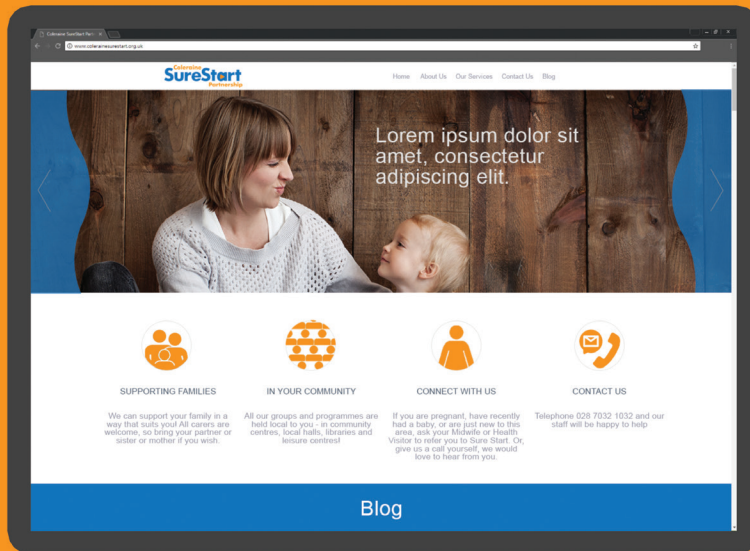 Coleraine SureStart Partn
www.colerainesurestart.org.uk
Coleraine
SureStart
Partnership
Home About Us Our Services Contact Us Blog
Lorem ipsum dolor sit
amet, consectetur
adipiscing elit.
SUPPORTING FAMILIES
We can support your family in a
way that suits you! All carers are
welcome, so bring your partner or
sister or mother if you wish.
IN YOUR COMMUNITY
All our groups and programmes are
held local to you - in community
centres, local halls, libraries and
leisure centres!
CONNECT WITH US
If you are pregnant, have recently
had a baby, or are just new to this
area, ask your Midwife or Health
Visitor to refer you to Sure Start. Or,
give us a call yourself, we would
love to hear from you.
CONTACT US
Telephone 028 7032 1032 and our
staff will be happy to help
Blog